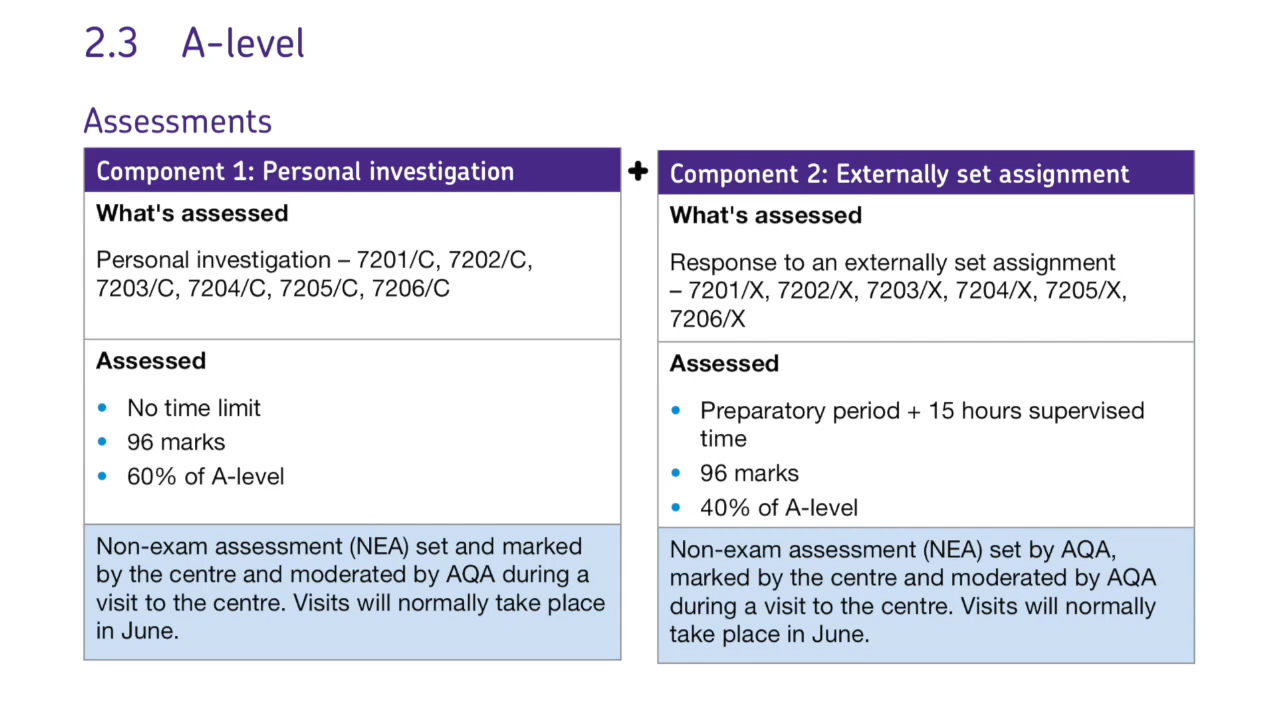 2.3 A-level
Assessments
Component 1: Personal investigation
What's assessed
Personal investigation – 7201/C, 7202/C,
7203/C, 7204/C, 7205/C, 7206/C
Assessed
• No time limit
• 96 marks
• 60% of A-level
Non-exam assessment (NEA) set and marked
by the centre and moderated by AQA during a
visit to the centre. Visits will normally take place
in June.
+
Component 2: Externally set assignment
What's assessed
Response to an externally set assignment
– 7201/X, 7202/X, 7203/X, 7204/X, 7205/X,
7206/X
Assessed
• Preparatory period + 15 hours supervised
time
• 96 marks
• 40% of A-level
Non-exam assessment (NEA) set by AQA,
marked by the centre and moderated by AQA
during a visit to the centre. Visits will normally
take place in June.